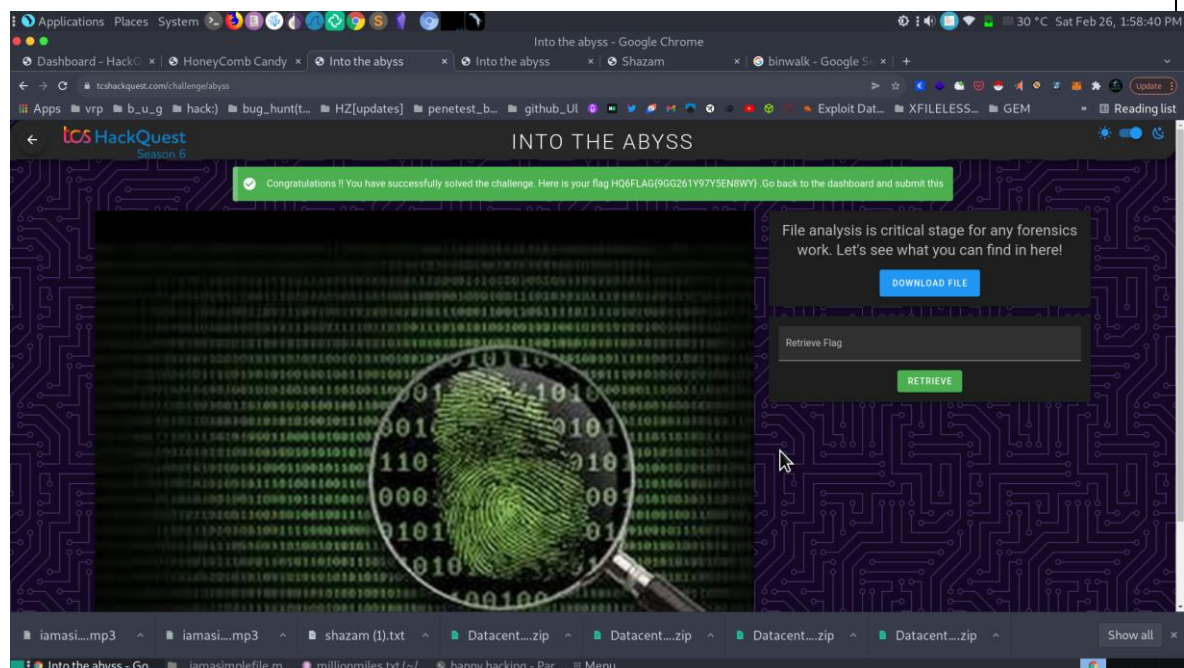 Applications Places System 30 °C Sat Feb 26, 1:58:40 PM
Into the abyss - Google Chrome
Dashboard - HackQ × HoneyComb Candy × Into the abyss × Into the abyss × Shazam × binwalk - Google Se × +
tcshackquest.com/challenge/abyss Update
Apps vrp b_u_g hack:) bug_hunt(t... HZ[updates] penetest_b... github_Ul Exploit Dat... XFILELESS_... GEM » Reading list
tcs HackQuest
Season 6
INTO THE ABYSS
Congratulations !! You have successfully solved the challenge. Here is your flag HQ6FLAG{9GG261Y97Y5EN8WY} .Go back to the dashboard and submit this
File analysis is critical stage for any forensics
work. Let's see what you can find in here!
DOWNLOAD FILE
Retrieve Flag
RETRIEVE
iamasi....mp3 iamasi....mp3 shazam (1).txt Datacent....zip Datacent....zip Datacent....zip Datacent....zip Show all ×
Into the abyss - Go... iamasimplefile.m... millionmiles.txt (~/... happy hacking - Par... Menu